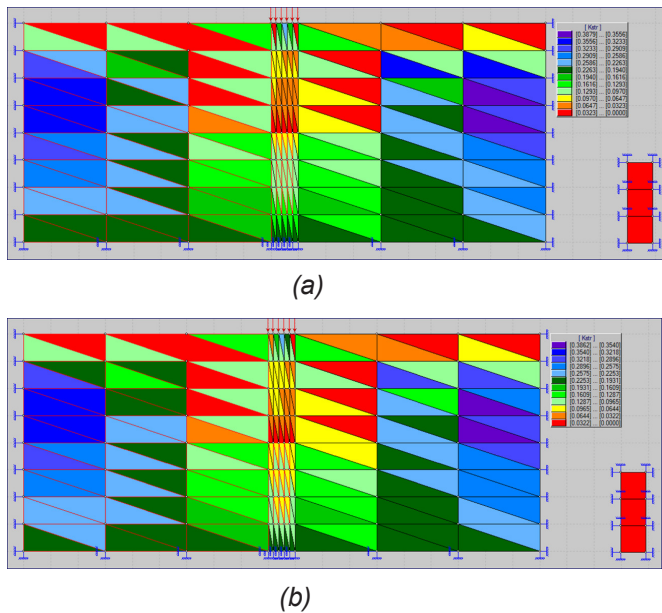 [ Kstr ]
[0.3879] ... [0.3556]
[0.3556] ... [0.3233]
[0.3233] ... [0.2909]
[0.2909] ... [0.2586]
[0.2586] ... [0.2263]
[0.2263] ... [0.1940]
[0.1940] ... [0.1616]
[0.1616] ... [0.1293]
[0.1293] ... [0.0970]
[0.0970] ... [0.0647]
[0.0647] ... [0.0323]
[0.0323] ... [0.0000]
(a)
[ Kstr ]
[0.3862] ... [0.3540]
[0.3540] ... [0.3218]
[0.3218] ... [0.2896]
[0.2896] ... [0.2575]
[0.2575] ... [0.2253]
[0.2253] ... [0.1931]
[0.1931] ... [0.1609]
[0.1609] ... [0.1287]
[0.1287] ... [0.0965]
[0.0965] ... [0.0644]
[0.0644] ... [0.0322]
[0.0322] ... [0.0000]
(b)